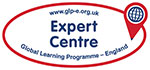 www.glp-e.org.uk
Expert
Centre
Global Learning Programme – England